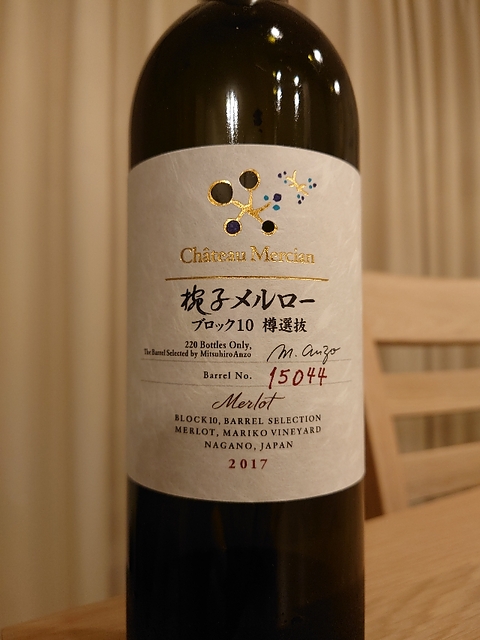 Château Mercian
椀子メルロー
ブロック10 樽選抜
220 Bottles Only,
The Barrel Selected by Mitsuhiro Anzo
M. Anzo
Barrel No. 15044
Merlot
BLOCK 10, BARREL SELECTION
MERLOT, MARIKO VINEYARD
NAGANO, JAPAN
2017